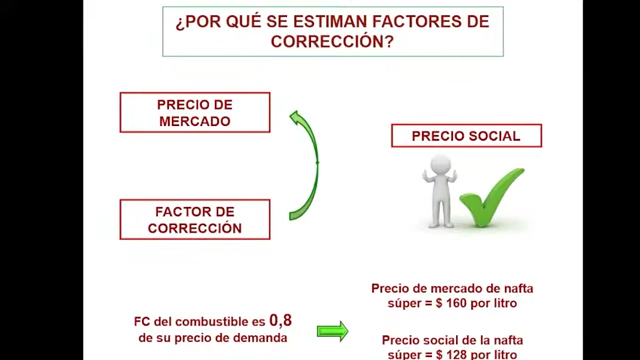 ¿POR QUÉ SE ESTIMAN FACTORES DE
CORRECCIÓN?
PRECIO DE
MERCADO
PRECIO SOCIAL
FACTOR DE
CORRECCIÓN
FC del combustible es 0,8
de su precio de demanda
Precio de mercado de nafta
súper = $ 160 por litro
Precio social de la nafta
súper = $ 128 por litro